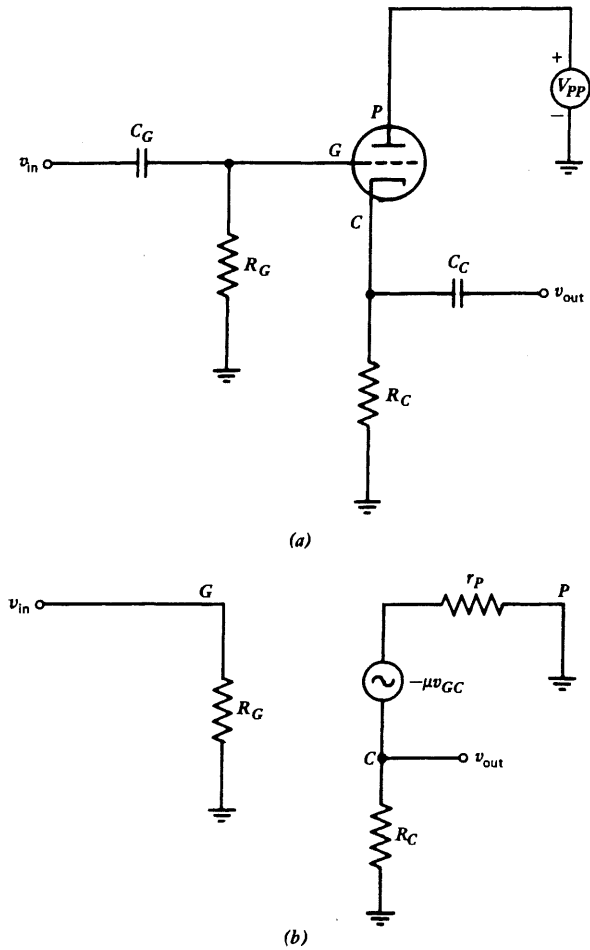 P
+
V_PP
−
C_G
v_in
G
R_G
C
C_C
v_out
R_C
(a)
v_in
G
R_G
r_P
P
−μv_GC
C
v_out
R_C
(b)